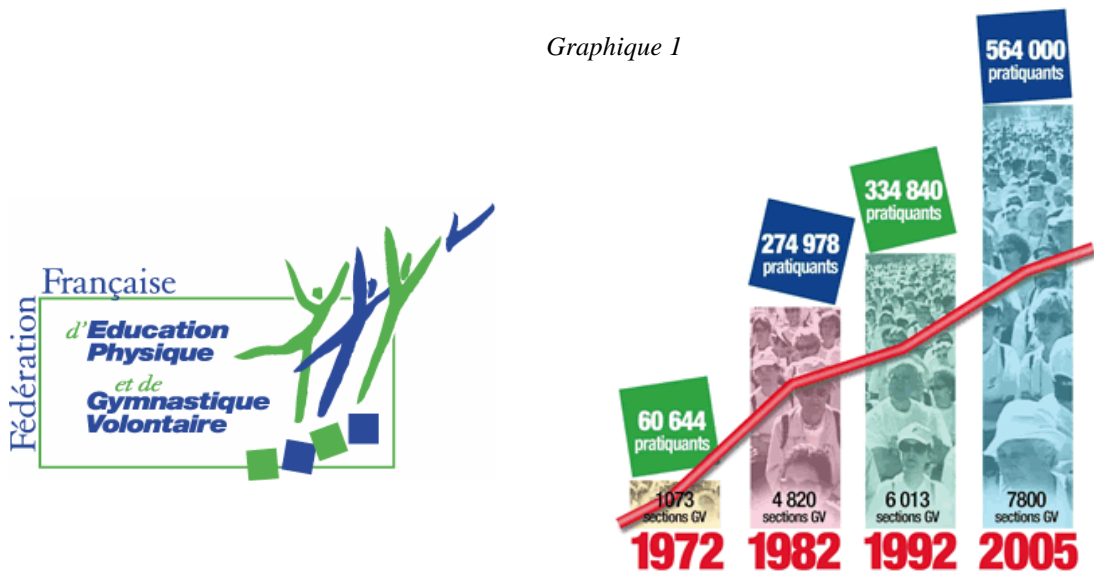 Graphique 1
Fédération
Française
d'Education
Physique
et de
Gymnastique
Volontaire
60 644
pratiquants
1073
sections GV
1972
274 978
pratiquants
4 820
sections GV
1982
334 840
pratiquants
6 013
sections GV
1992
564 000
pratiquants
7800
sections GV
2005